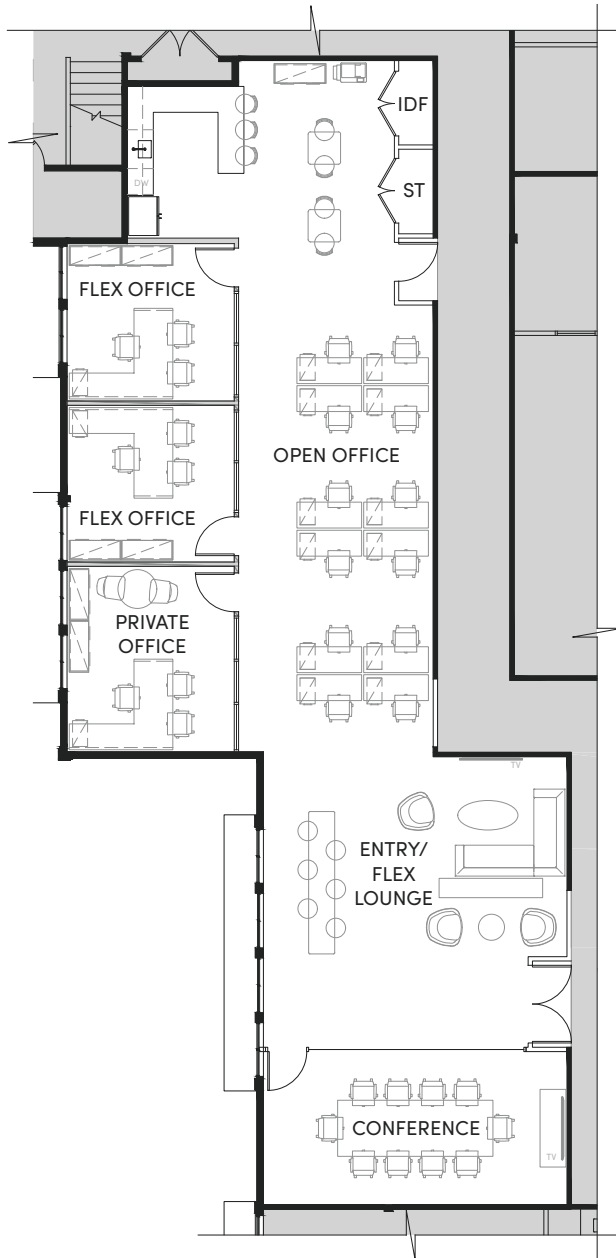 IDF
DW
ST
FLEX OFFICE
OPEN OFFICE
FLEX OFFICE
PRIVATE
OFFICE
TV
ENTRY/
FLEX
LOUNGE
CONFERENCE
TV